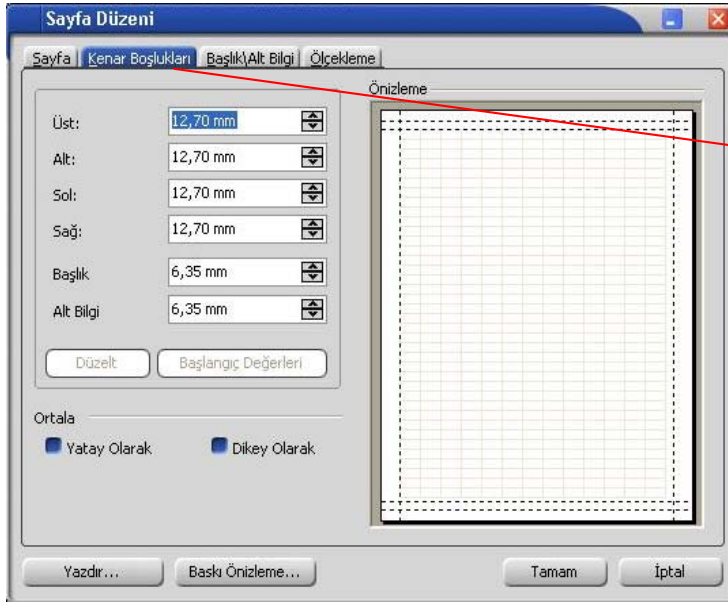 Sayfa Düzeni
Sayfa Kenar Boşlukları Başlık\Alt Bilgi Ölçekleme
Önizleme
Üst: 12,70 mm
Alt: 12,70 mm
Sol: 12,70 mm
Sağ: 12,70 mm
Başlık 6,35 mm
Alt Bilgi 6,35 mm
Düzelt Başlangıç Değerleri
Ortala
Yatay Olarak Dikey Olarak
Yazdır... Baskı Önizleme... Tamam İptal